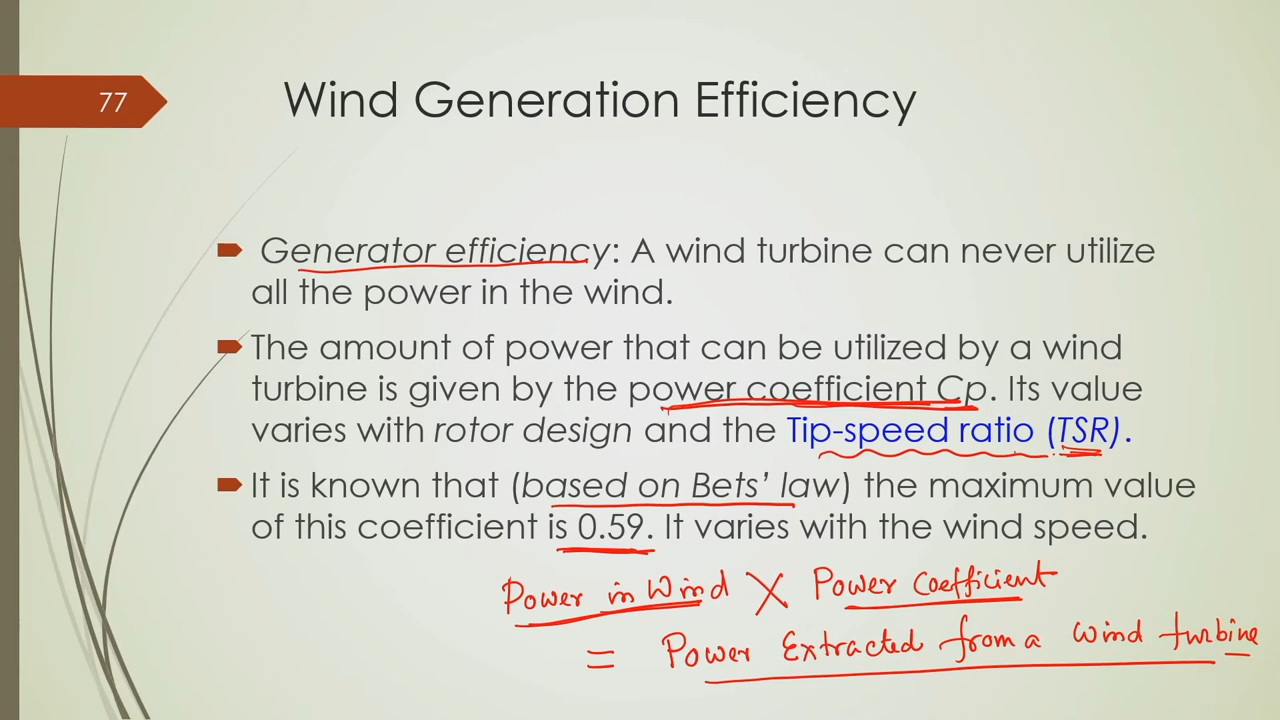 77
Wind Generation Efficiency
Generator efficiency: A wind turbine can never utilize
all the power in the wind.
The amount of power that can be utilized by a wind
turbine is given by the power coefficient Cp. Its value
varies with rotor design and the Tip-speed ratio (TSR).
It is known that (based on Bets’ law) the maximum value
of this coefficient is 0.59. It varies with the wind speed.
Power in Wind X Power Coefficient
= Power Extracted from a wind turbine